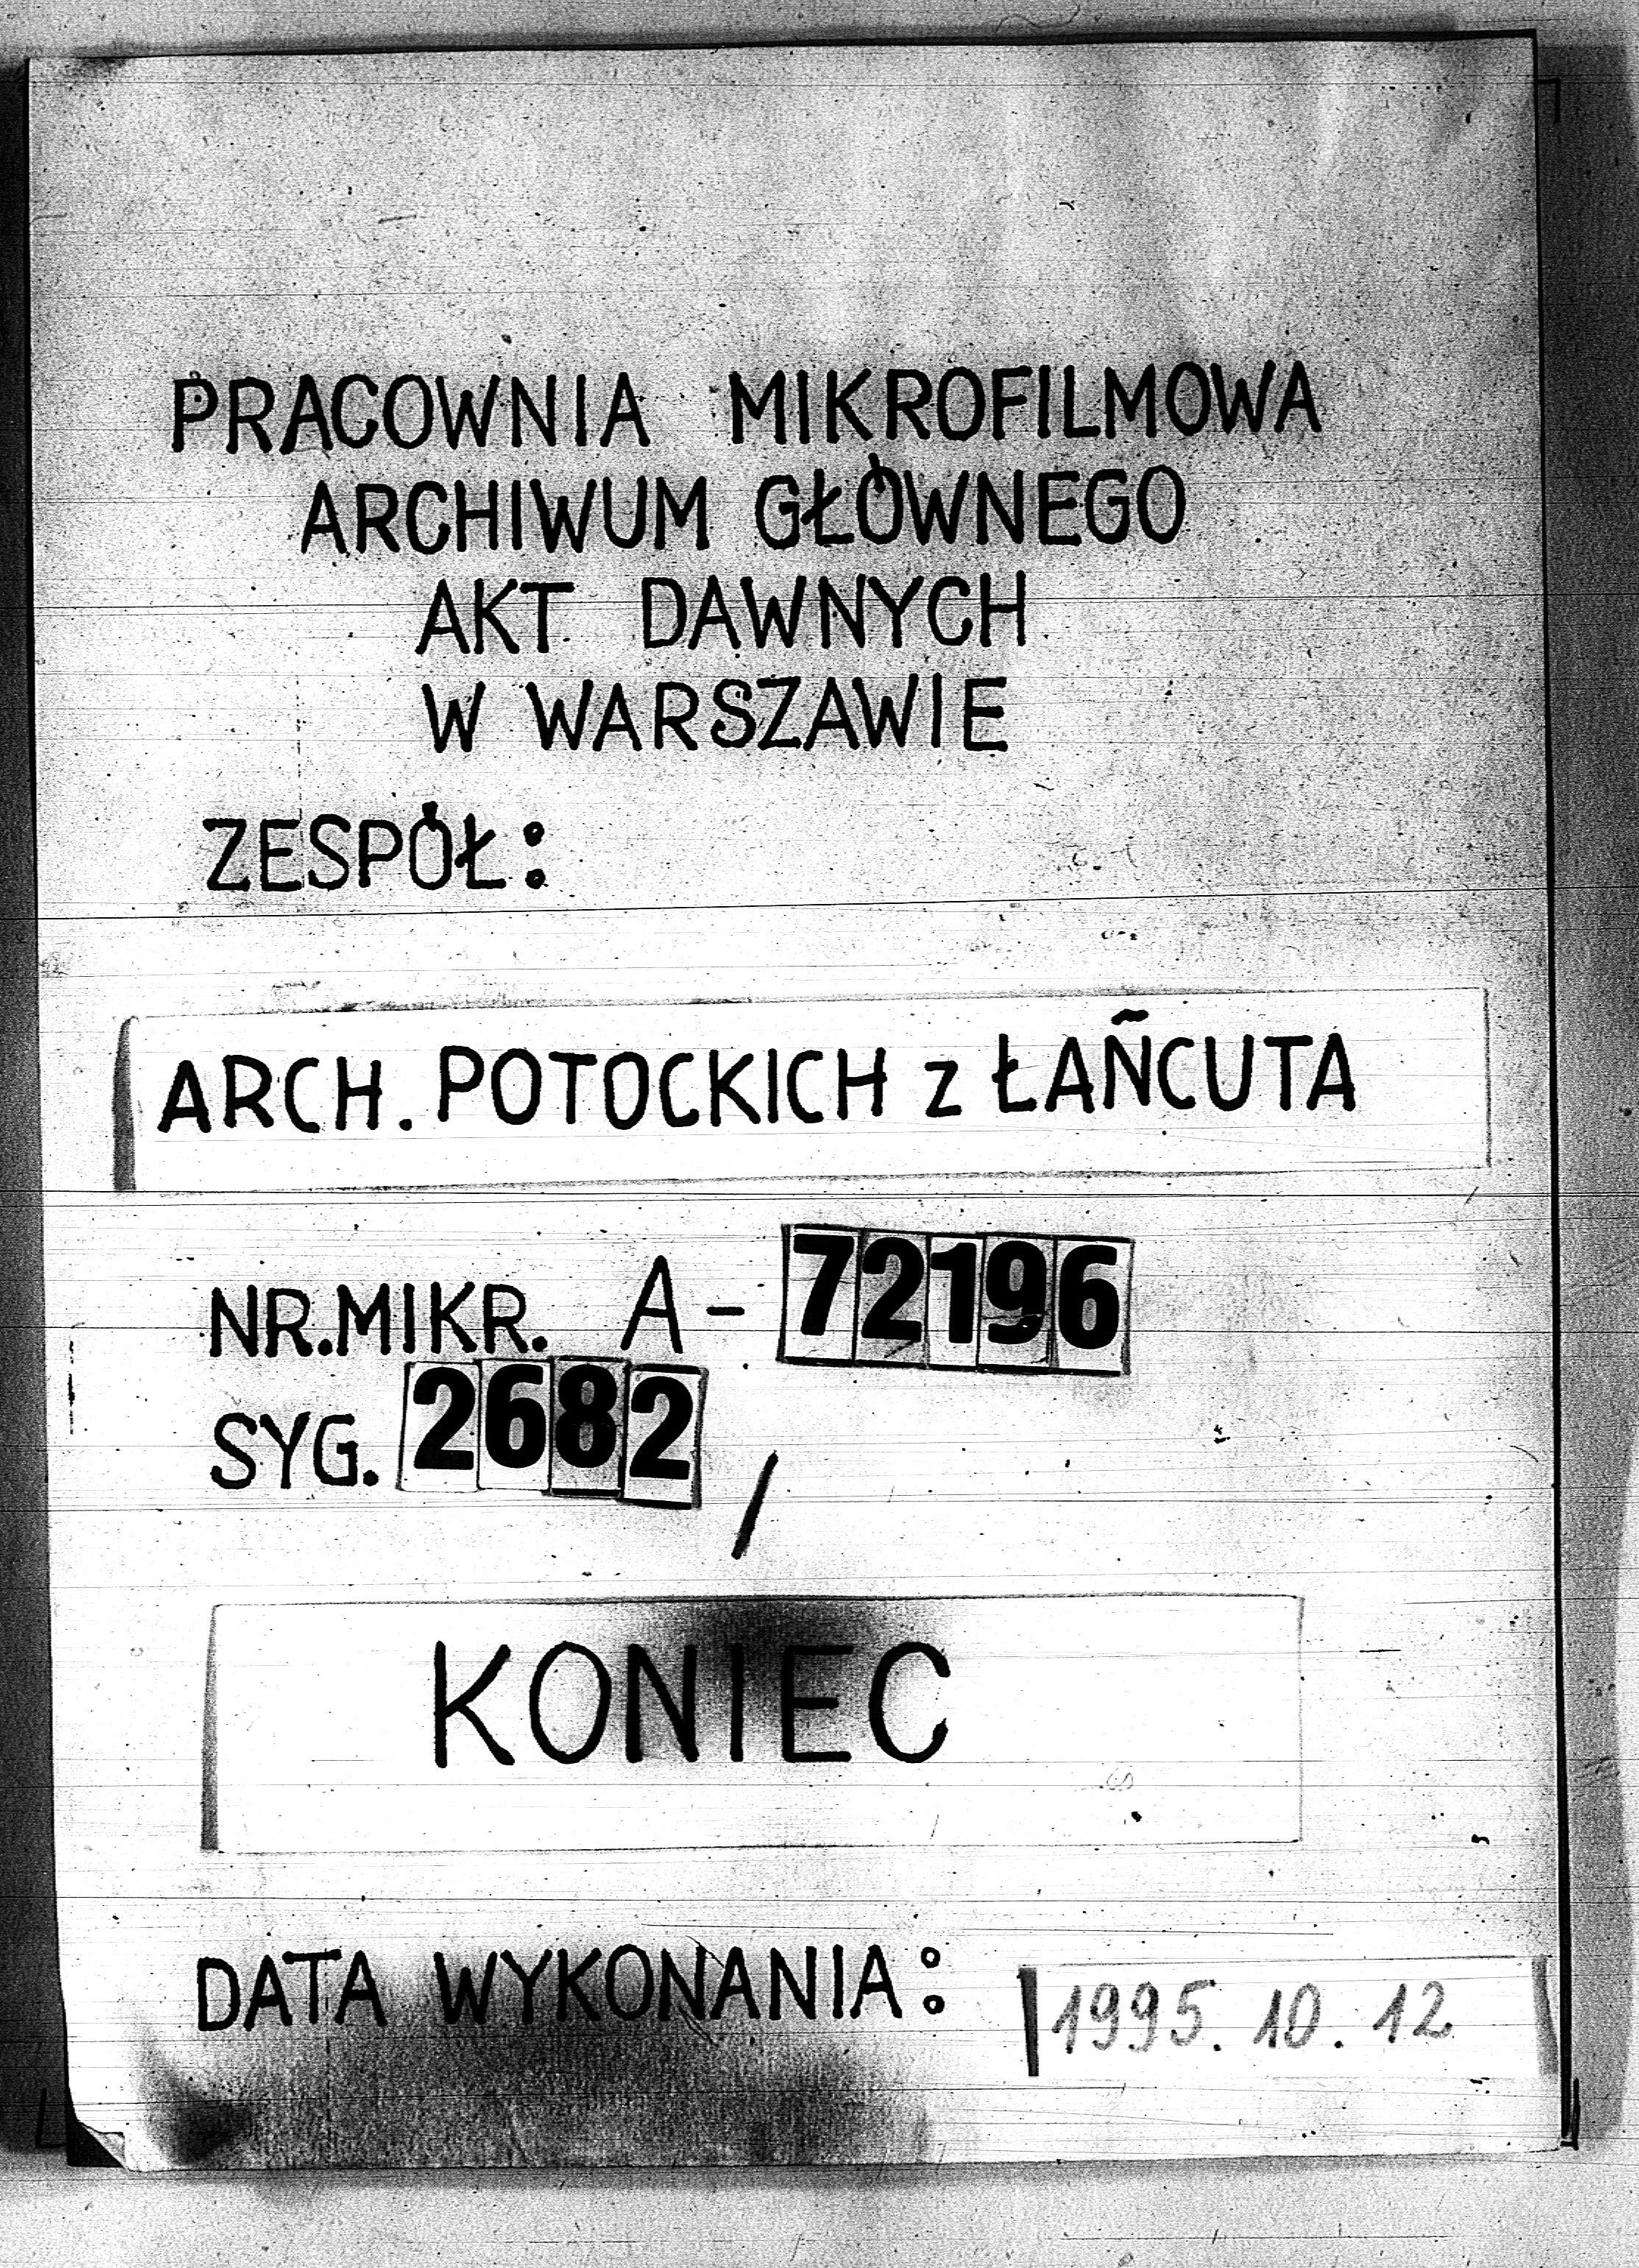 PRACOWNIA MIKROFILMOWA
ARCHIWUM GŁÓWNEGO
AKT DAWNYCH
W WARSZAWIE
ZESPÓŁ:
ARCH. POTOCKICH z ŁAŃCUTA
NR. MIKR. A-72196
SYG. 2682/
KONIEC
DATA WYKONANIA: 1995.10.12